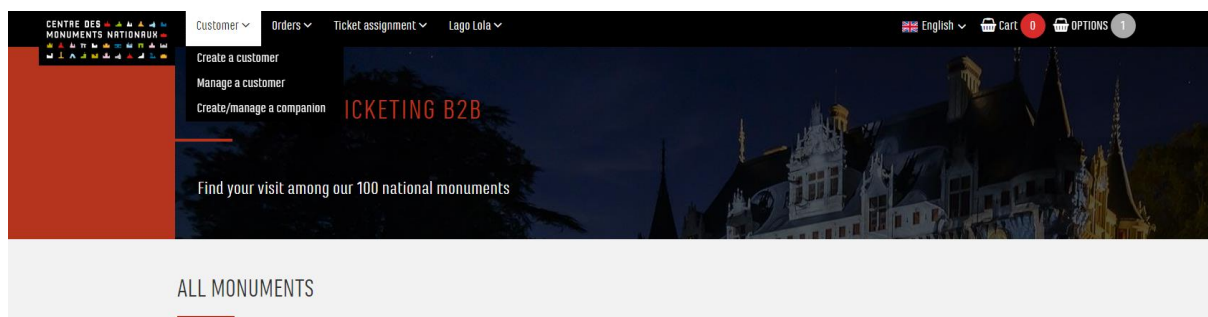 CENTRE DES
MONUMENTS NATIONAUX
Customer
Orders
Ticket assignment
Lago Lola
English
Cart 0
OPTIONS 1
Create a customer
Manage a customer
Create/manage a companion
ICKETING B2B
Find your visit among our 100 national monuments
ALL MONUMENTS